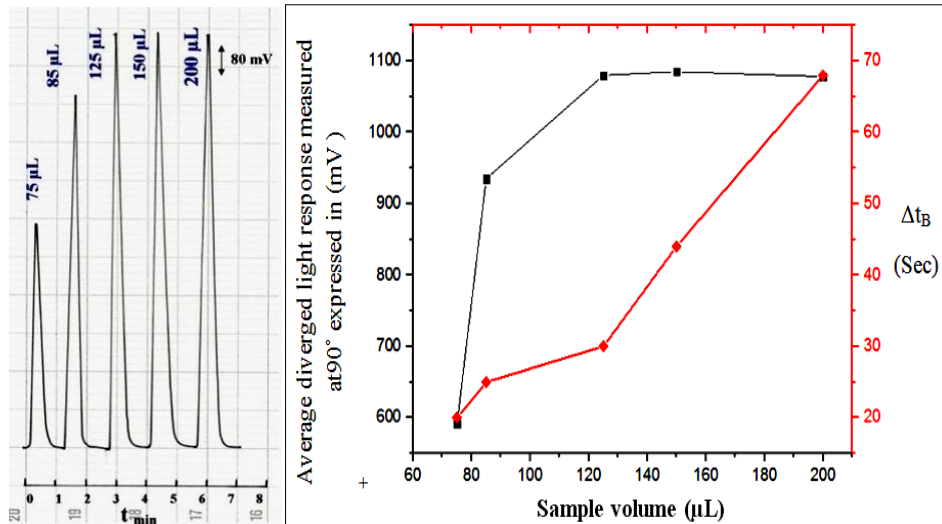 75 µL
85 µL
125 µL
150 µL
200 µL
80 mV
0 1 2 3 4 5 6 7 8
20 19 18 17 16
t min
Average diverged light response measured
at90° expressed in (mV )
+
1100
1000
900
800
700
600
60 80 100 120 140 160 180 200
Sample volume (µL)
70
60
50
40
30
20
Δt_B
(Sec)